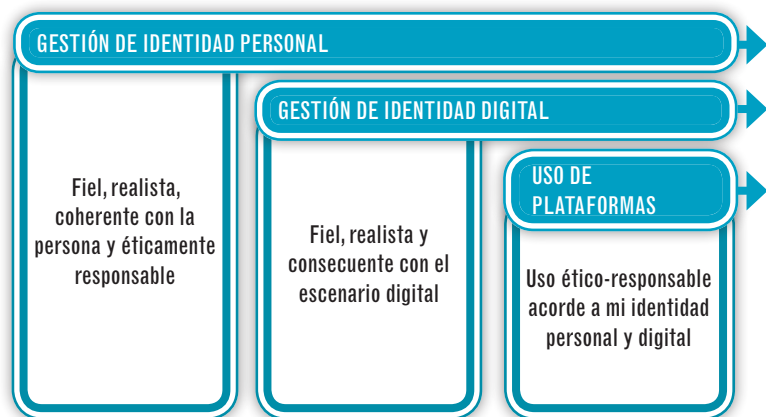 GESTIÓN DE IDENTIDAD PERSONAL
Fiel, realista,
coherente con la
persona y éticamente
responsable
GESTIÓN DE IDENTIDAD DIGITAL
Fiel, realista y
consecuente con el
escenario digital
USO DE
PLATAFORMAS
Uso ético-responsable
acorde a mi identidad
personal y digital